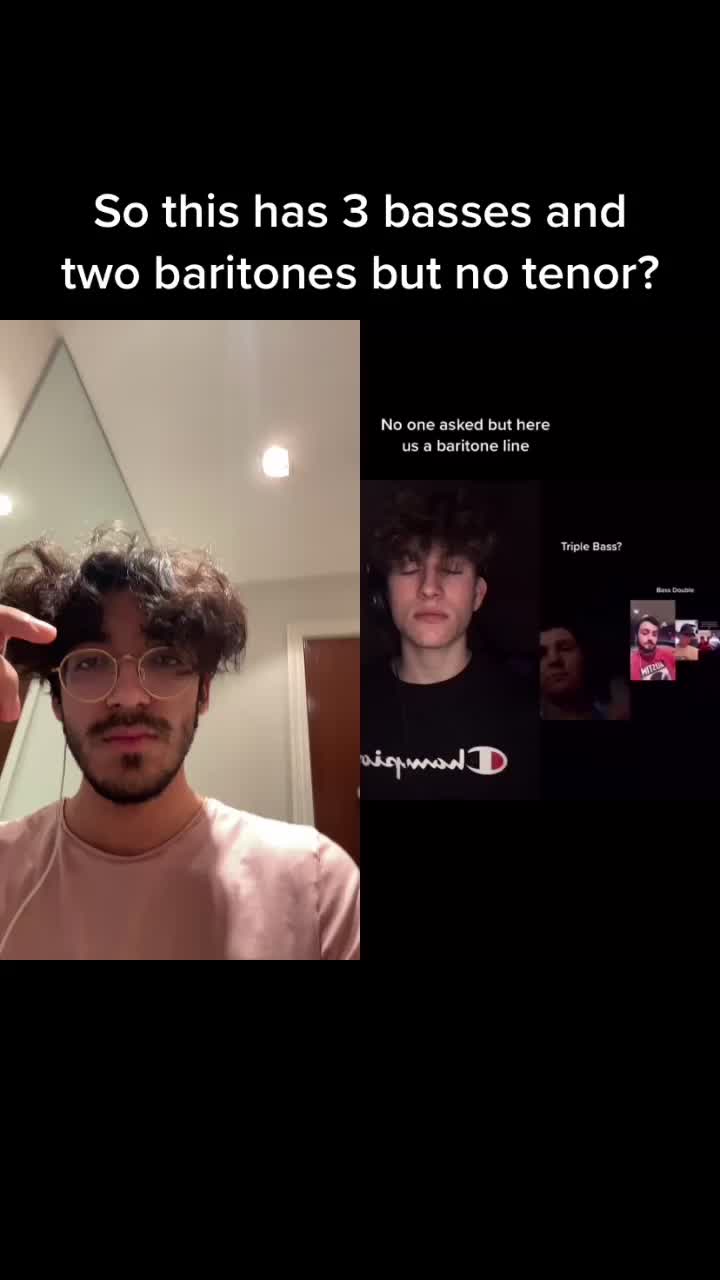 So this has 3 basses and
two baritones but no tenor?
No one asked but here
us a baritone line
Triple Bass?
Bass Double
Champio